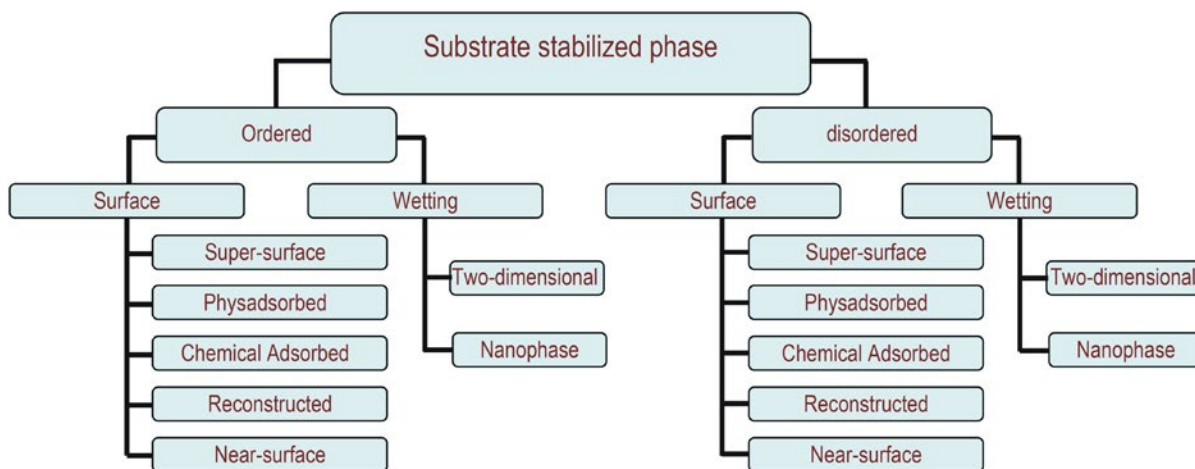 Substrate stabilized phase
Ordered
disordered
Surface
Wetting
Surface
Wetting
Super-surface
Physadsorbed
Chemical Adsorbed
Reconstructed
Near-surface
Two-dimensional
Nanophase
Super-surface
Physadsorbed
Chemical Adsorbed
Reconstructed
Near-surface
Two-dimensional
Nanophase